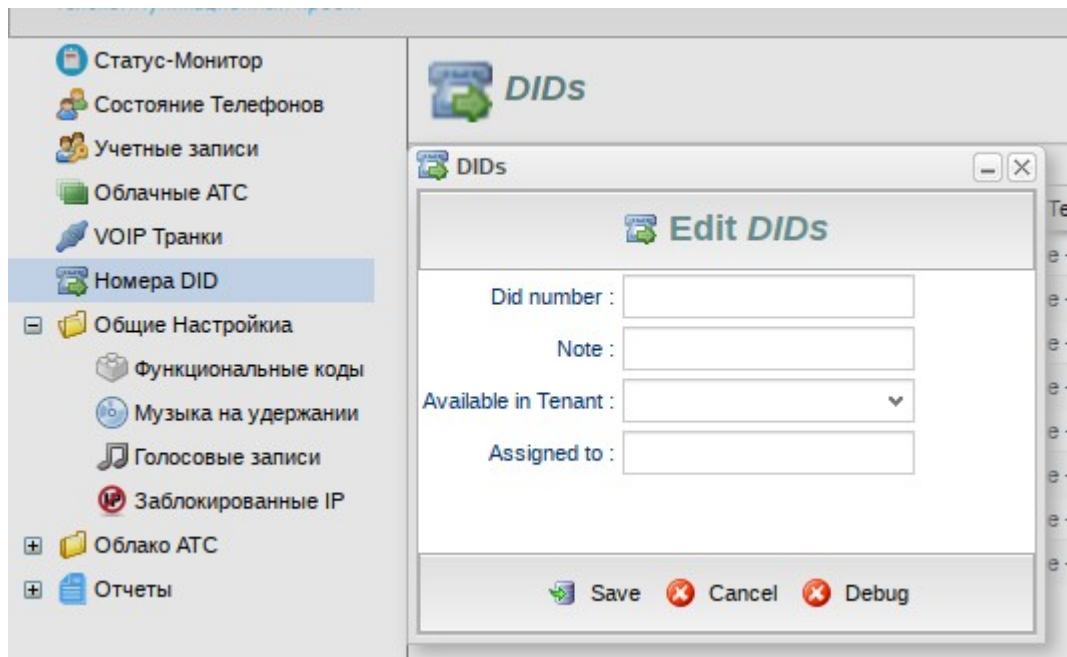 Статус-Монитор
Состояние Телефонов
Учетные записи
Облачные АТС
VOIP Транки
Номера DID
Общие Настройкиа
Функциональные коды
Музыка на удержании
Голосовые записи
Заблокированные IP
Облако АТС
Отчеты
DIDs
DIDs
Edit DIDs
Did number :
Note :
Available in Tenant :
Assigned to :
Save Cancel Debug